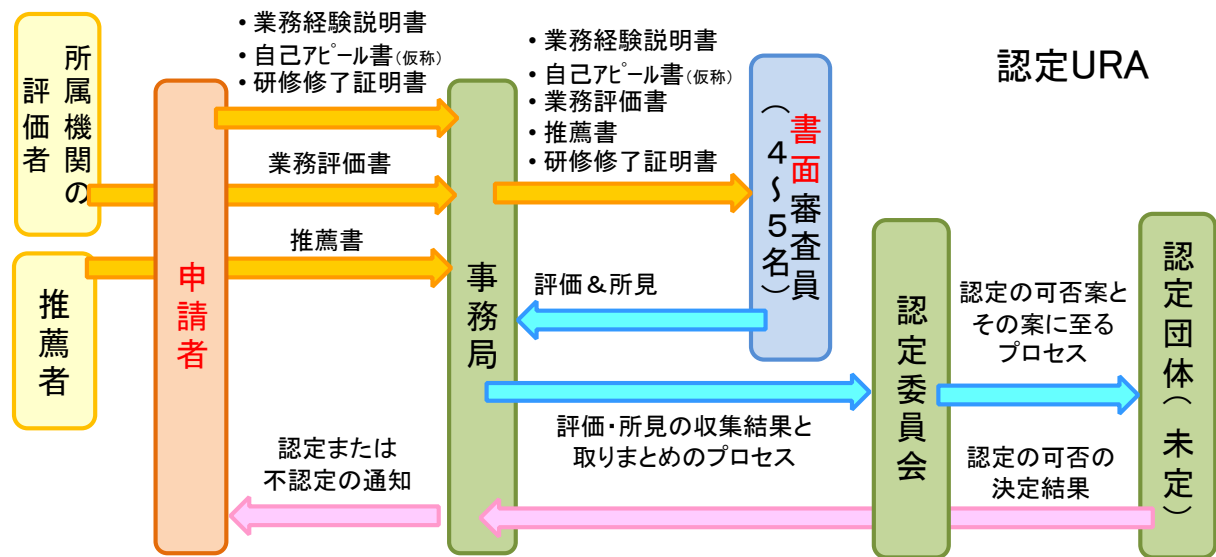 認定URA
所属機関の
評価者
推薦者
申請者
・業務経験説明書
・自己アピール書(仮称)
・研修修了証明書
業務評価書
推薦書
認定または
不認定の通知
事務局
・業務経験説明書
・自己アピール書(仮称)
・業務評価書
・推薦書
・研修修了証明書
書面審査員
(4~5名)
評価&所見
評価・所見の収集結果と
取りまとめのプロセス
認定委員会
認定の可否案と
その案に至る
プロセス
認定の可否の
決定結果
認定団体(未定)